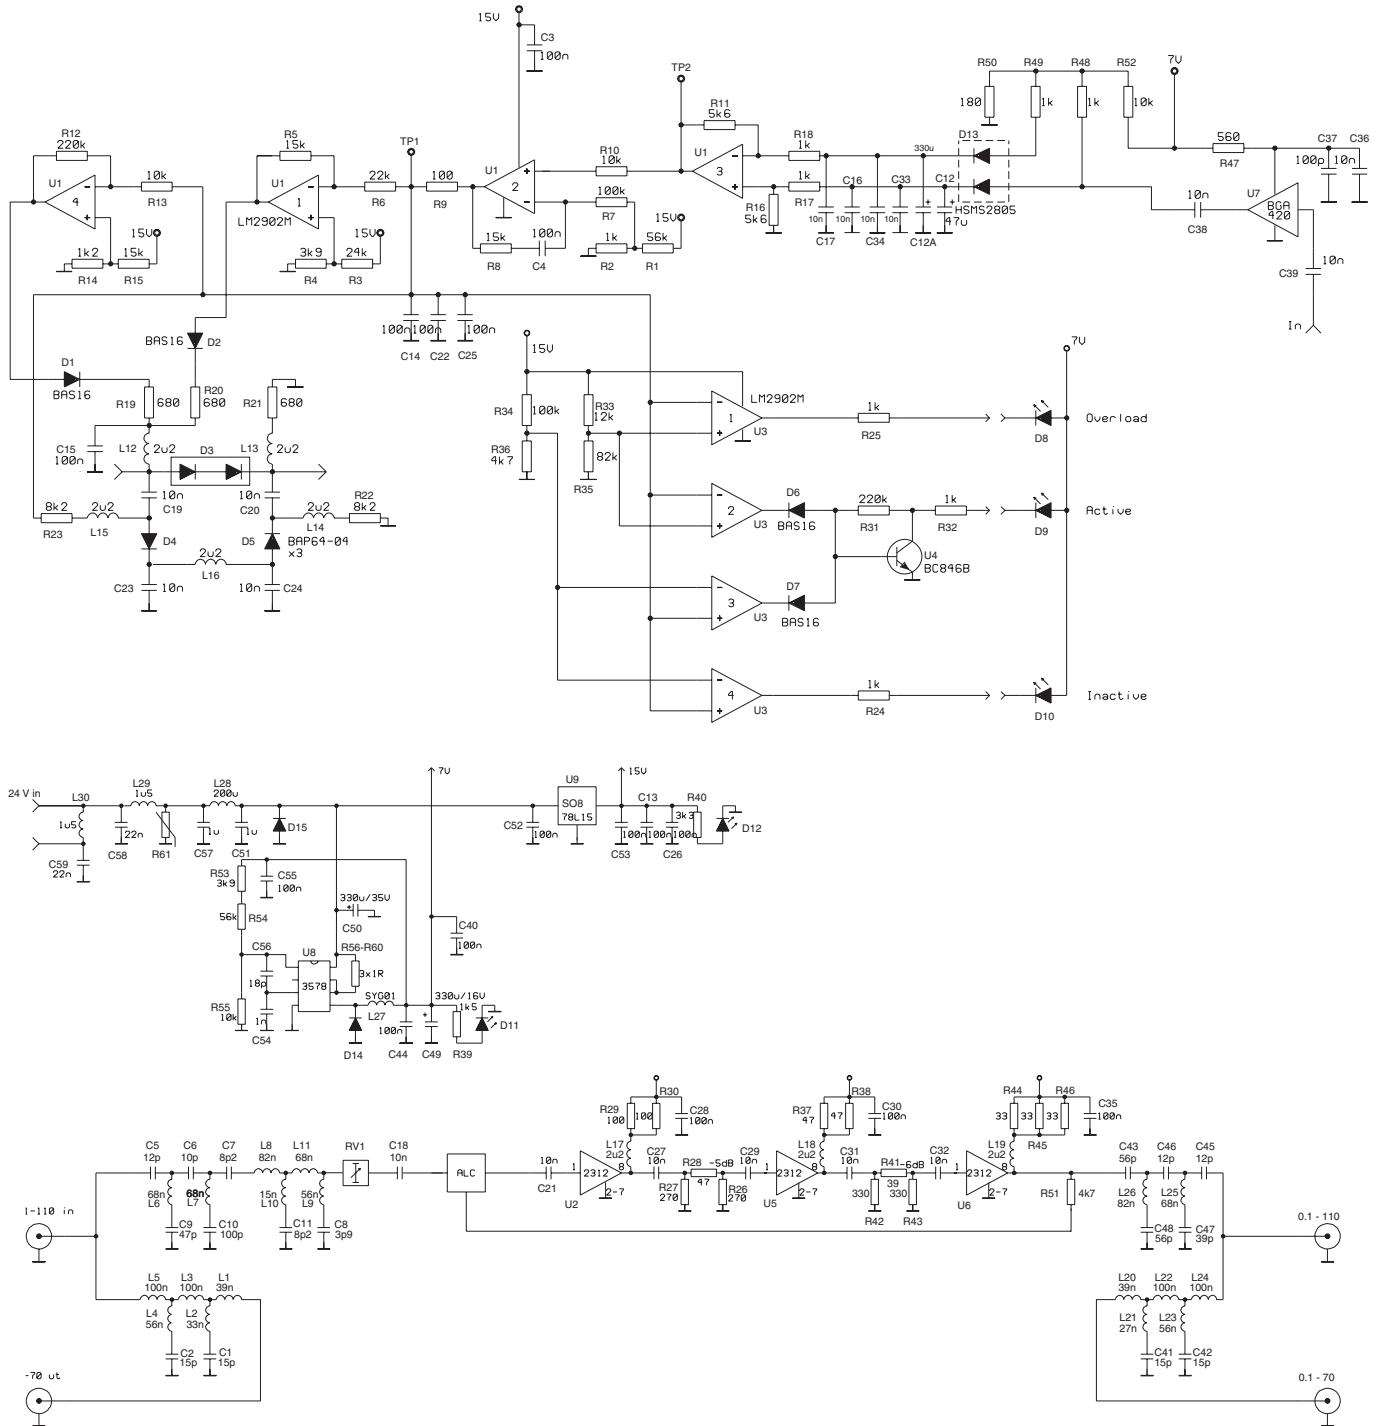 15V
C3
100n
TP2
R11
5k6
R50
180
R49
1k
R48
1k
R52
10k
7V
R12
220k
U1
4
10k
R13
R5
15k
U1
1
LM2902M
TP1
22k
R6
100
R9
U1
2
R10
10k
100k
R7
U1
3
R18
1k
1k
R17
R16
5k6
330u
D13
HSMS2805
560
R47
C37
100p
C36
10n
U7
BGA
420
10n
C38
10n
C39
In
15V
1k2
R14
15k
R15
15V
3k9
R4
24k
R3
15k
R8
100n
C4
15V
1k
R2
56k
R1
10n
C17
C16
10n
10n
C34
C33
10n
C12A
C12
47u
100n
C14
100n
C22
100n
C25
BAS16
D2
D1
BAS16
R19
680
R20
680
R21
680
C15
100n
L12
2u2
D3
L13
2u2
10n
C19
10n
C20
8k2
R23
2u2
L15
2u2
L14
R22
8k2
D4
D5
BAP64-04
x3
2u2
L16
C23
10n
10n
C24
15V
R34
100k
R36
4k7
R33
12k
82k
R35
LM2902M
1
U3
1k
R25
7V
D8
Overload
2
U3
D6
BAS16
220k
R31
1k
R32
D9
Active
U4
BC846B
3
U3
D7
BAS16
4
U3
1k
R24
D10
Inactive
24 V in
L30
1u5
C59
22n
C58
22n
L29
1u5
R61
C57
1u
L28
200u
C51
1u
D15
7V
C52
100n
U9
SO8
78L15
15V
100n
C53
C13
100n
100n
C26
R40
3k3
D12
R53
3k9
C55
100n
56k
R54
330u/35V
C50
C40
100n
C56
18p
U8
3578
R56-R60
3x1R
R55
10k
1n
C54
SYG01
L27
D14
100n
C44
330u/16V
C49
1k5
R39
D11
C5
12p
C6
10p
C7
8p2
L8
82n
L11
68n
RV1
C18
10n
ALC
68n
L6
68n
L7
15n
L10
56n
L9
C9
47p
C10
100p
C11
8p2
C8
3p9
10n
C21
1
2312
8
2-7
U2
R29
100
R30
100
C28
100n
L17
2u2
C27
10n
R28
47
-5dB
R27
270
R26
270
C29
10n
1
2312
8
2-7
U5
R37
47
R38
47
C30
100n
L18
2u2
C31
10n
R41
39
-6dB
330
R42
330
R43
C32
10n
1
2312
8
2-7
U6
R44
33
33
R45
R46
33
C35
100n
L19
2u2
R51
4k7
C43
56p
C46
12p
C45
12p
L26
82n
L25
68n
C48
56p
C47
39p
1-110 in
L5
100n
L3
100n
L1
39n
L4
56n
L2
33n
C2
15p
C1
15p
-70 ut
0.1 - 110
L20
39n
L22
100n
L24
100n
L21
27n
L23
56n
C41
15p
C42
15p
0.1 - 70